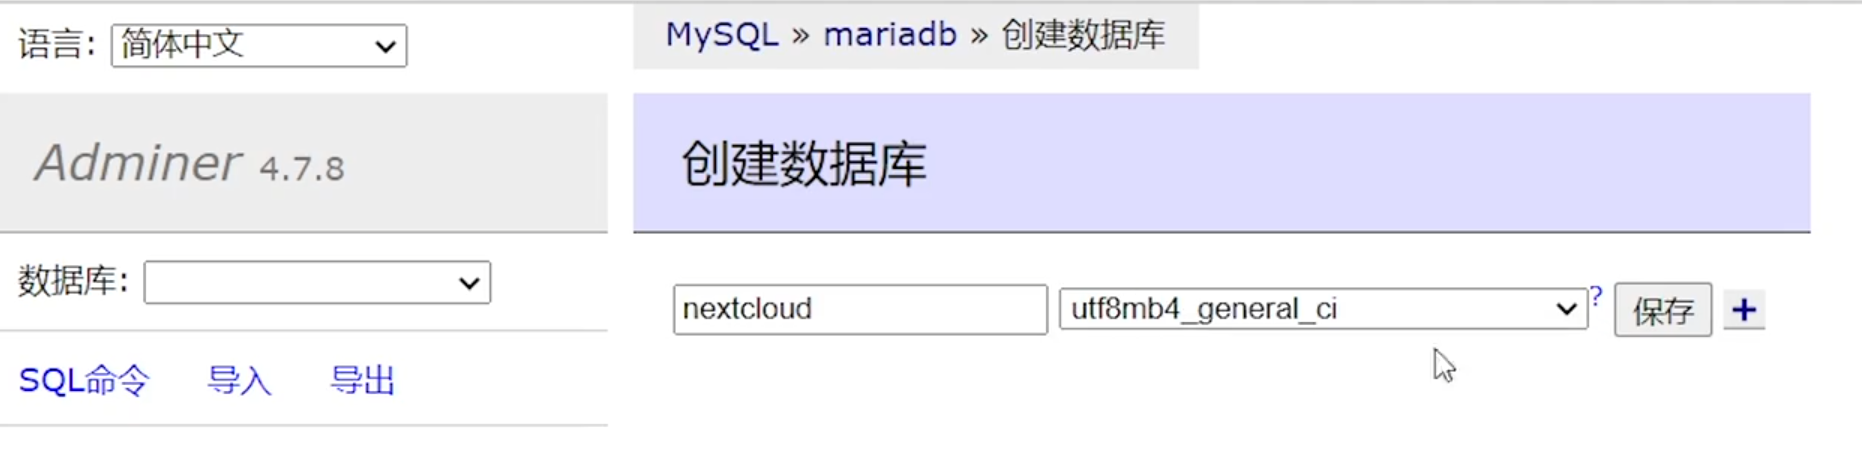 语言: 简体中文
MySQL » mariadb » 创建数据库
Adminer 4.7.8
创建数据库
数据库:
nextcloud utf8mb4_general_ci ? 保存 +
SQL命令 导入 导出